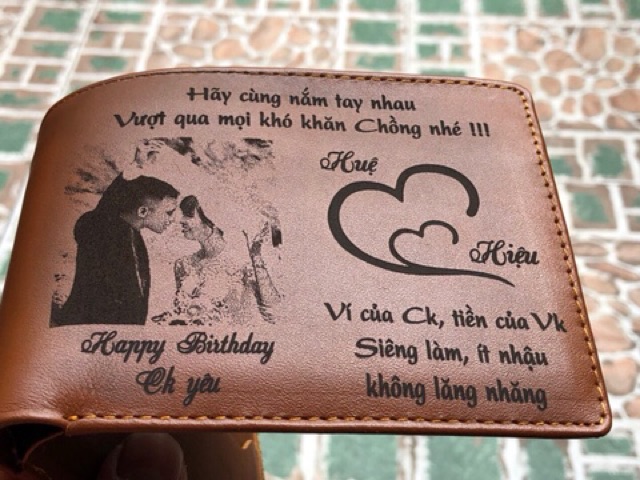 Hãy cùng nắm tay nhau
Vượt qua mọi khó khăn Chồng nhé !!!
Huệ
Hiệu
Happy Birthday
Ck yêu
Ví của Ck, tiền của Vk
Siêng làm, ít nhậu
không lăng nhăng